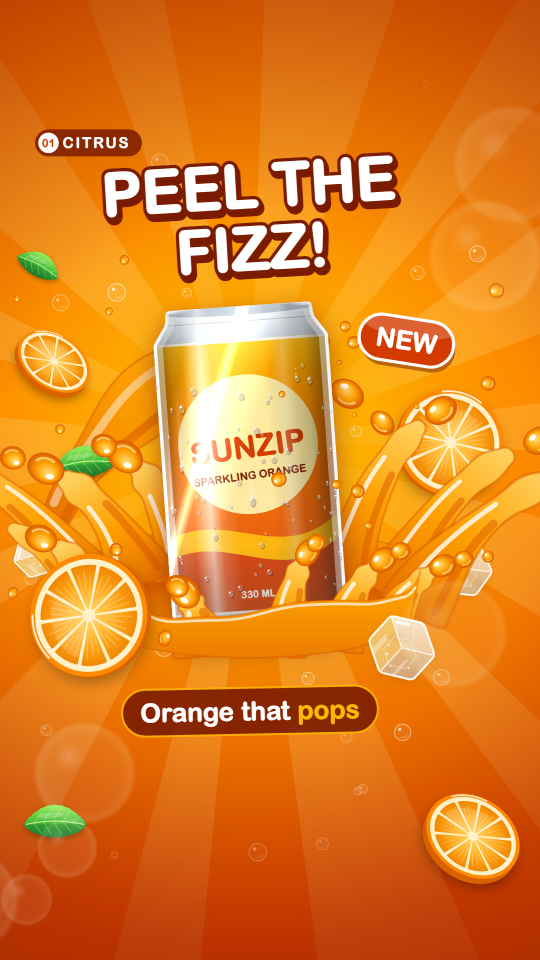 01 CITRUS
PEEL THE
FIZZ!
NEW
SUNZIP
SPARKLING ORANGE
330 ML
Orange that pops